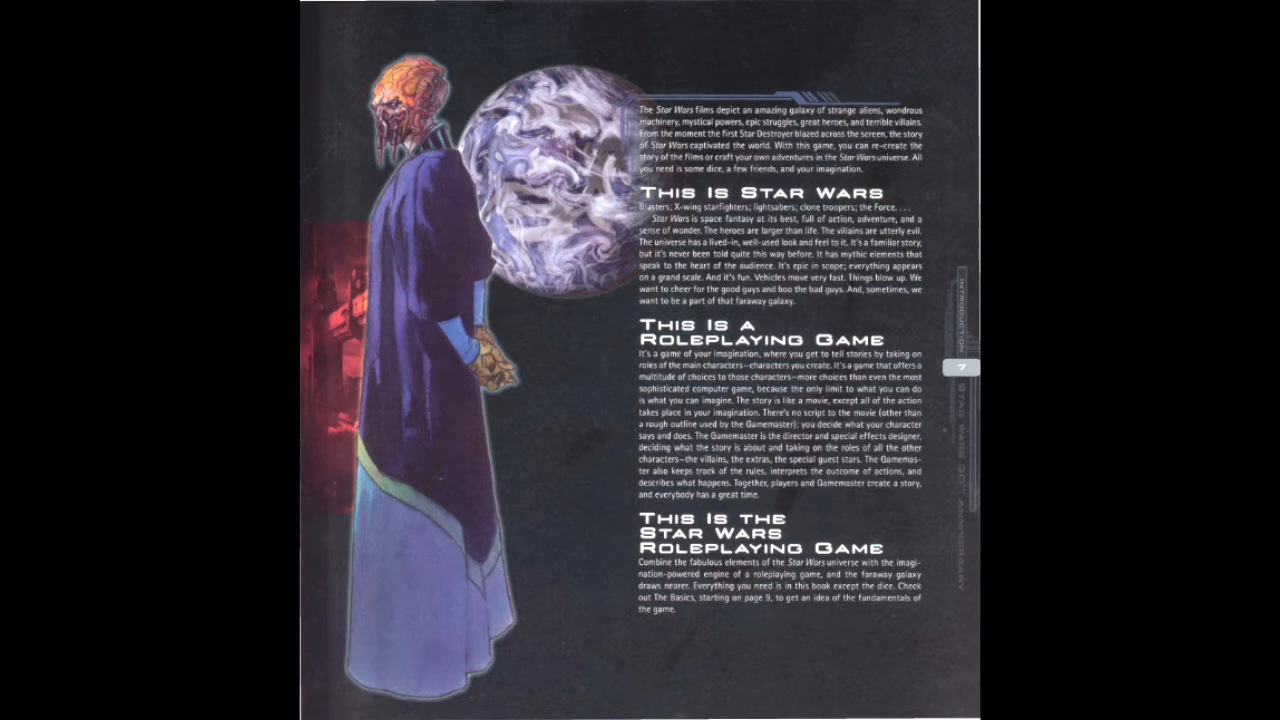 The Star Wars films depict an amazing galaxy of strange aliens, wondrous
machinery, mystical powers, epic struggles, great heroes, and terrible villains.
From the moment the first Star Destroyer blazed across the screen, the story
of Star Wars captivated the world. With this game, you can re-create the
story of the films or craft your own adventures in the Star Wars universe. All
you need is some dice, a few friends, and your imagination.
THIS IS STAR WARS
Blasters; X-wing starfighters; lightsabers; clone troopers; the Force. . . .
Star Wars is space fantasy at its best, full of action, adventure, and a
sense of wonder. The heroes are larger than life. The villains are utterly evil.
The universe has a lived-in, well-used look and feel to it. It's a familiar story,
but it's never been told quite this way before. It has mythic elements that
speak to the heart of the audience. It's epic in scope; everything appears
on a grand scale. And it's fun. Vehicles move very fast. Things blow up. We
want to cheer for the good guys and boo the bad guys. And, sometimes, we
want to be a part of that faraway galaxy.
THIS IS A
ROLEPLAYING GAME
It's a game of your imagination, where you get to tell stories by taking on
roles of the main characters—characters you create. It's a game that offers a
multitude of choices to those characters—more choices than even the most
sophisticated computer game, because the only limit to what you can do
is what you can imagine. The story is like a movie, except all of the action
takes place in your imagination. There's no script to the movie (other than
a rough outline used by the Gamemaster); you decide what your character
says and does. The Gamemaster is the director and special effects designer,
deciding what the story is about and taking on the roles of all the other
characters—the villains, the extras, the special guest stars. The Gamemas-
ter also keeps track of the rules, interprets the outcome of actions, and
describes what happens. Together, players and Gamemaster create a story,
and everybody has a great time.
THIS IS THE
STAR WARS
ROLEPLAYING GAME
Combine the fabulous elements of the Star Wars universe with the imagi-
nation-powered engine of a roleplaying game, and the faraway galaxy
draws nearer. Everything you need is in this book except the dice. Check
out The Basics, starting on page 9, to get an idea of the fundamentals of
the game.
INTRODUCTION
7
STAR WARS 30TH ANNIVERSARY